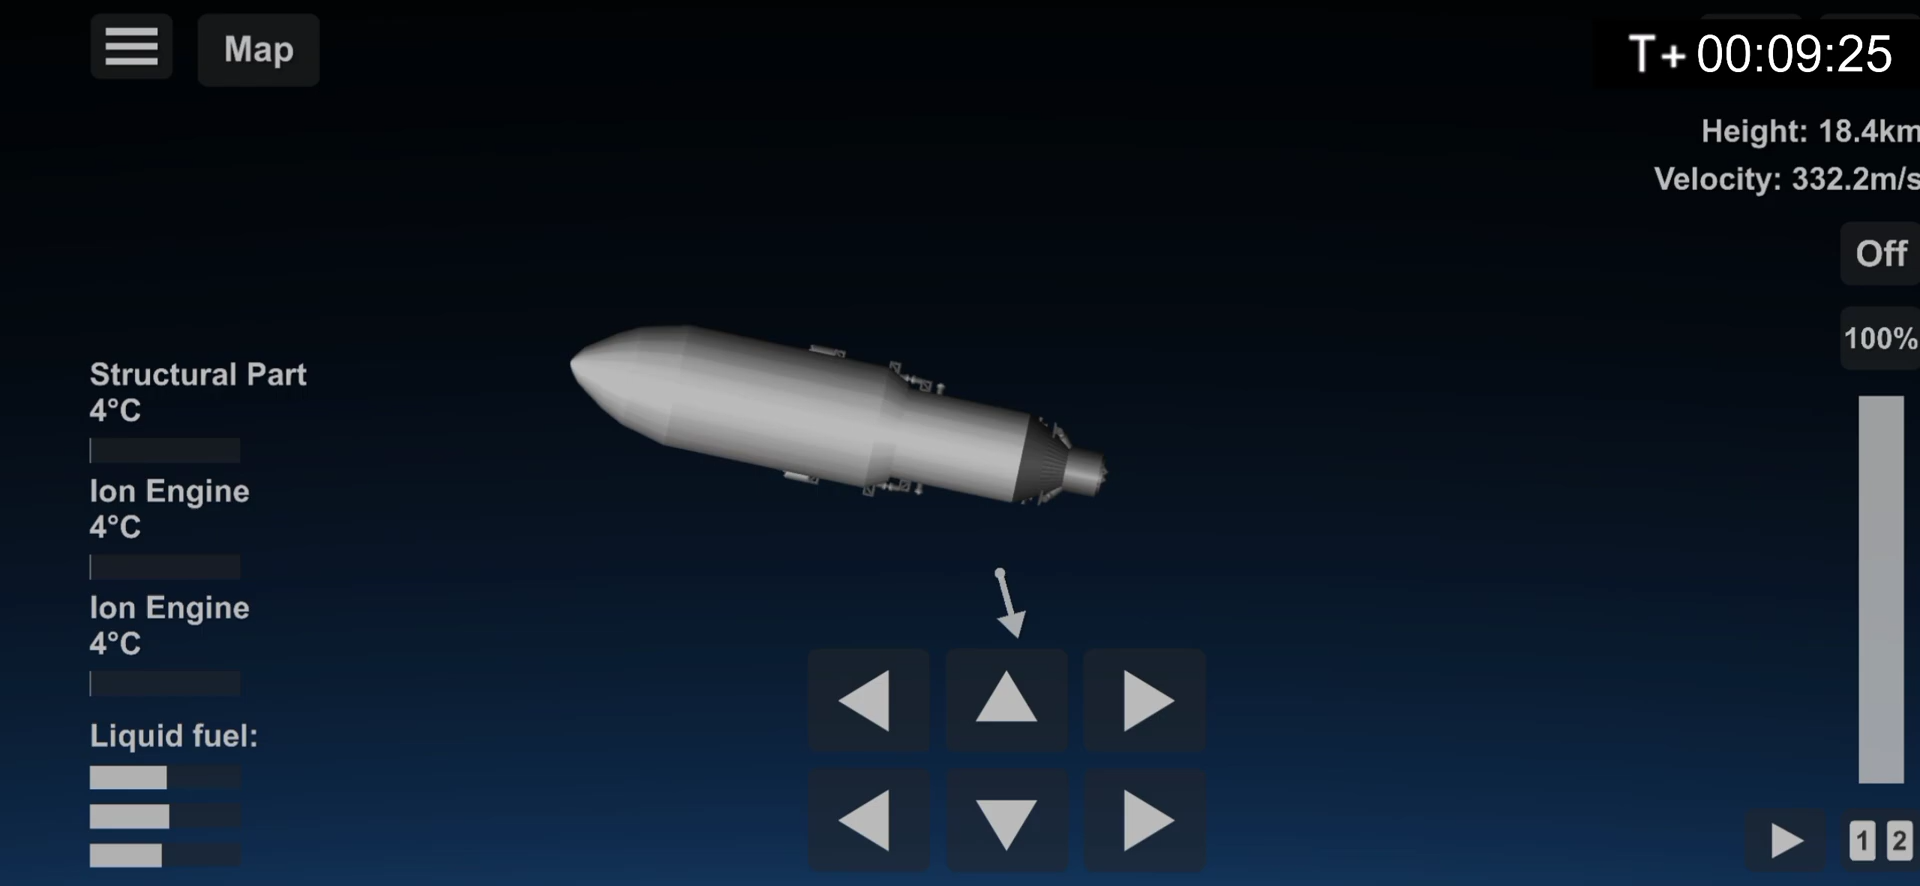 Map
T+ 00:09:25
Height: 18.4km
Velocity: 332.2m/s
Off
100%
Structural Part
4°C
Ion Engine
4°C
Ion Engine
4°C
Liquid fuel:
1 2